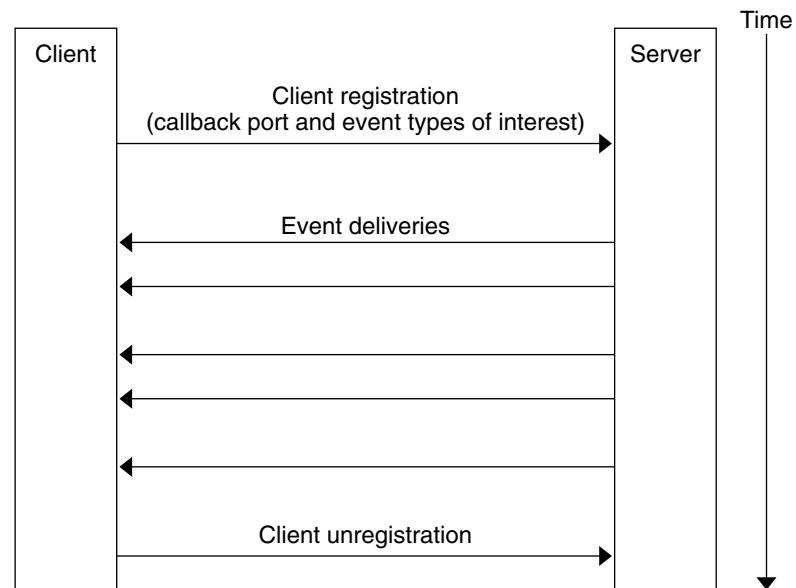 Time
Client
Server
Client registration
(callback port and event types of interest)
Event deliveries
Client unregistration